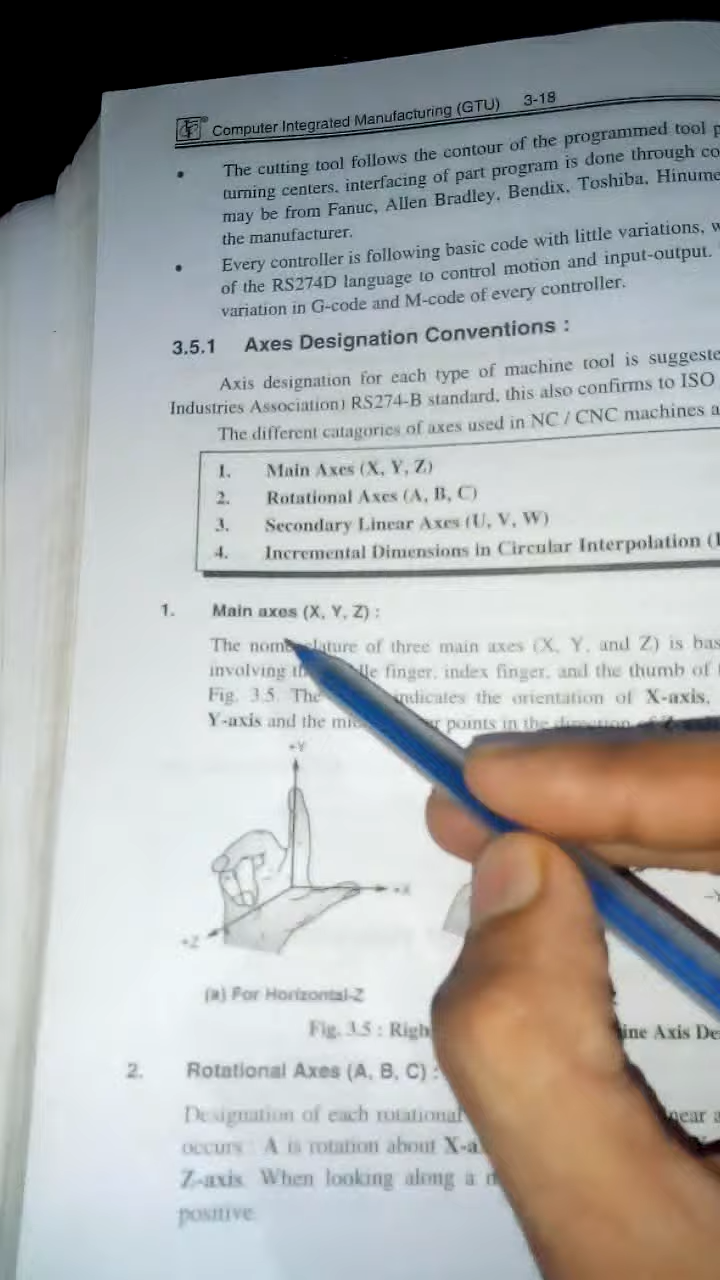 Computer Integrated Manufacturing (GTU) 3-18
• The cutting tool follows the contour of the programmed tool
turning centers, interfacing of part program is done through
may be from Fanuc, Allen Bradley, Bendix, Toshiba,
the manufacturer.
• Every controller is following basic code with little variations,
of the RS274D language to control motion and input-output.
variation in G-code and M-code of every controller.
3.5.1 Axes Designation Conventions :
Axis designation for each type of machine tool is
Industries Association) RS274-B standard, this also confirms to ISO
The different catagories of axes used in NC / CNC machines
1. Main Axes (X, Y, Z)
2. Rotational Axes (A, B, C)
3. Secondary Linear Axes (U, V, W)
4. Incremental Dimensions in Circular Interpolation
1. Main axes (X, Y, Z) :
The of three main axes (X, Y, and Z) is
involving finger, index finger, and the thumb of
Fig. 3.5. The indicates the orientation of X-axis,
Y-axis and the points in the direction of
+Y
+X
+Z
(a) For Horizontal-Z
Fig. 3.5 : Axis
2. Rotational Axes (A, B, C) :
Designation of each rotational
occurs : A is rotation about
Z-axis. When looking along a
positive.